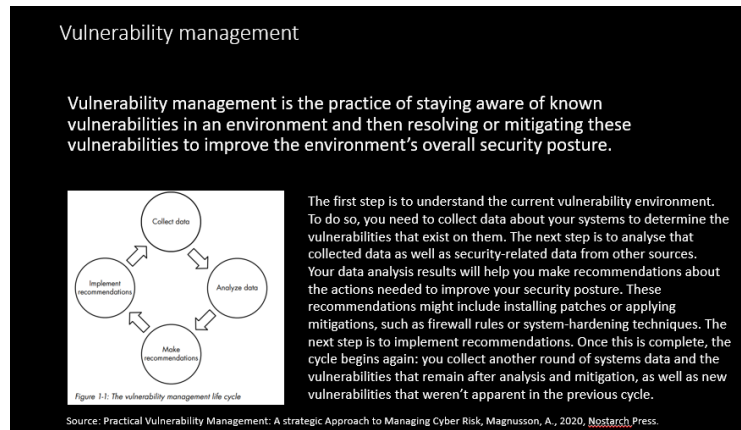 Vulnerability management
Vulnerability management is the practice of staying aware of known
vulnerabilities in an environment and then resolving or mitigating these
vulnerabilities to improve the environment’s overall security posture.
Collect data
Analyze data
Make
recommendations
Implement
recommendations
Figure 1-1: The vulnerability management life cycle
The first step is to understand the current vulnerability environment.
To do so, you need to collect data about your systems to determine the
vulnerabilities that exist on them. The next step is to analyse that
collected data as well as security-related data from other sources.
Your data analysis results will help you make recommendations about
the actions needed to improve your security posture. These
recommendations might include installing patches or applying
mitigations, such as firewall rules or system-hardening techniques. The
next step is to implement recommendations. Once this is complete, the
cycle begins again: you collect another round of systems data and the
vulnerabilities that remain after analysis and mitigation, as well as new
vulnerabilities that weren’t apparent in the previous cycle.
Source: Practical Vulnerability Management: A strategic Approach to Managing Cyber Risk, Magnusson, A., 2020, Nostarch Press.